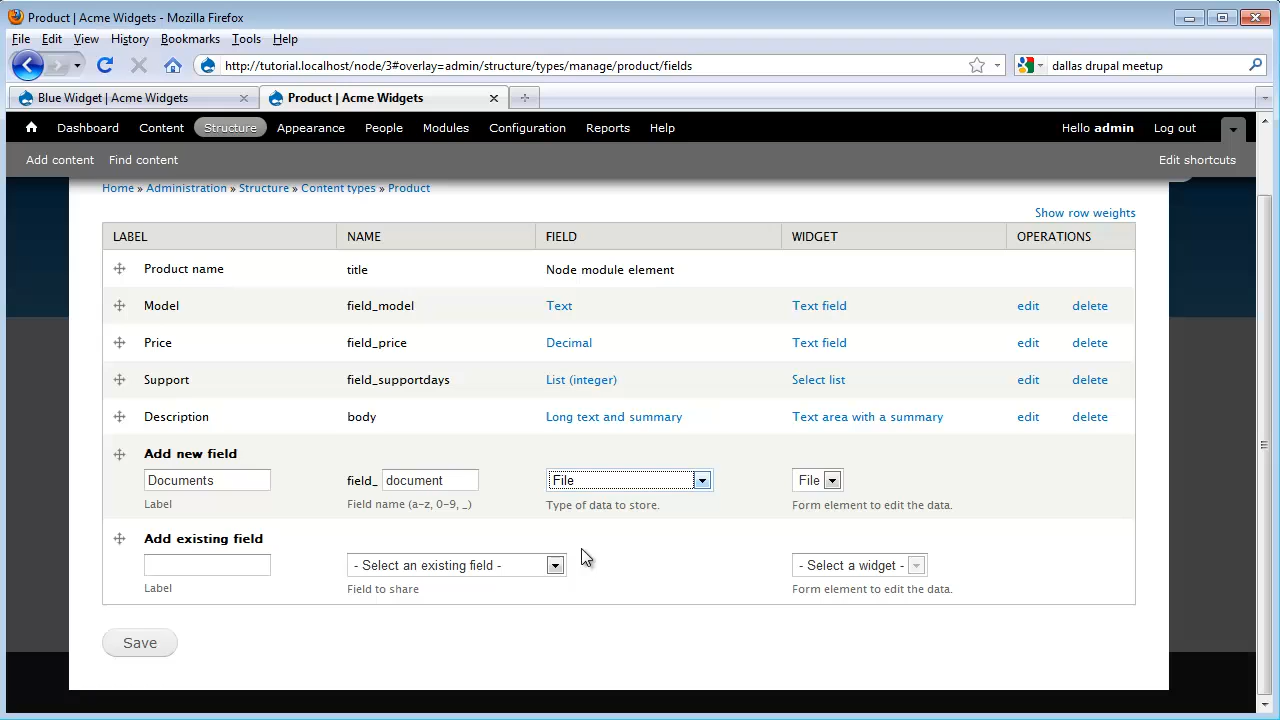 Product | Acme Widgets - Mozilla Firefox
File Edit View History Bookmarks Tools Help
http://tutorial.localhost/node/3#overlay=admin/structure/types/manage/product/fields
dallas drupal meetup
Blue Widget | Acme Widgets
Product | Acme Widgets
Dashboard Content Structure Appearance People Modules Configuration Reports Help Hello admin Log out
Add content Find content Edit shortcuts
Home » Administration » Structure » Content types » Product
Show row weights
LABEL NAME FIELD WIDGET OPERATIONS
Product name title Node module element
Model field_model Text Text field edit delete
Price field_price Decimal Text field edit delete
Support field_supportdays List (integer) Select list edit delete
Description body Long text and summary Text area with a summary edit delete
Add new field
Documents field_ document File File
Label Field name (a-z, 0-9, _) Type of data to store. Form element to edit the data.
Add existing field
- Select an existing field - - Select a widget -
Label Field to share Form element to edit the data.
Save